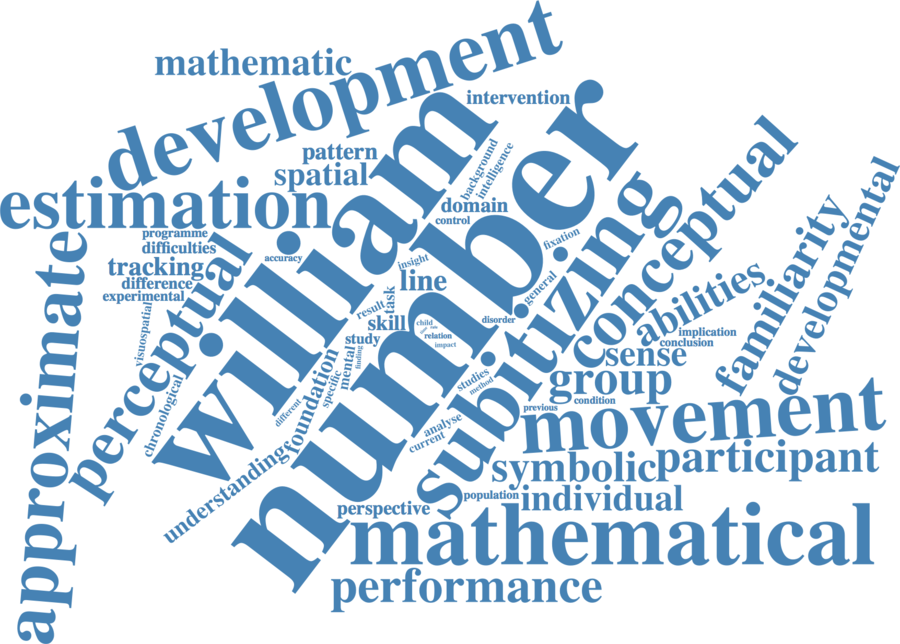 mathematic
development
intervention
pattern
spatial
background
intelligence
estimation
domain
control
william
number
conceptual
programme
difficulties
accuracy
tracking
difference
experimental
approximate
perceptual
visuospatial
chronological
insight
line
fixation
general
subitizing
familiarity
developmental
abilities
task
result
skill
study
child
relation
impact
disorder
implication
conclusion
sense
group
condition
mental
finding
specific
different
foundation
understanding
studies
method
previous
analyse
current
movement
symbolic
participant
population
individual
perspective
mathematical
performance